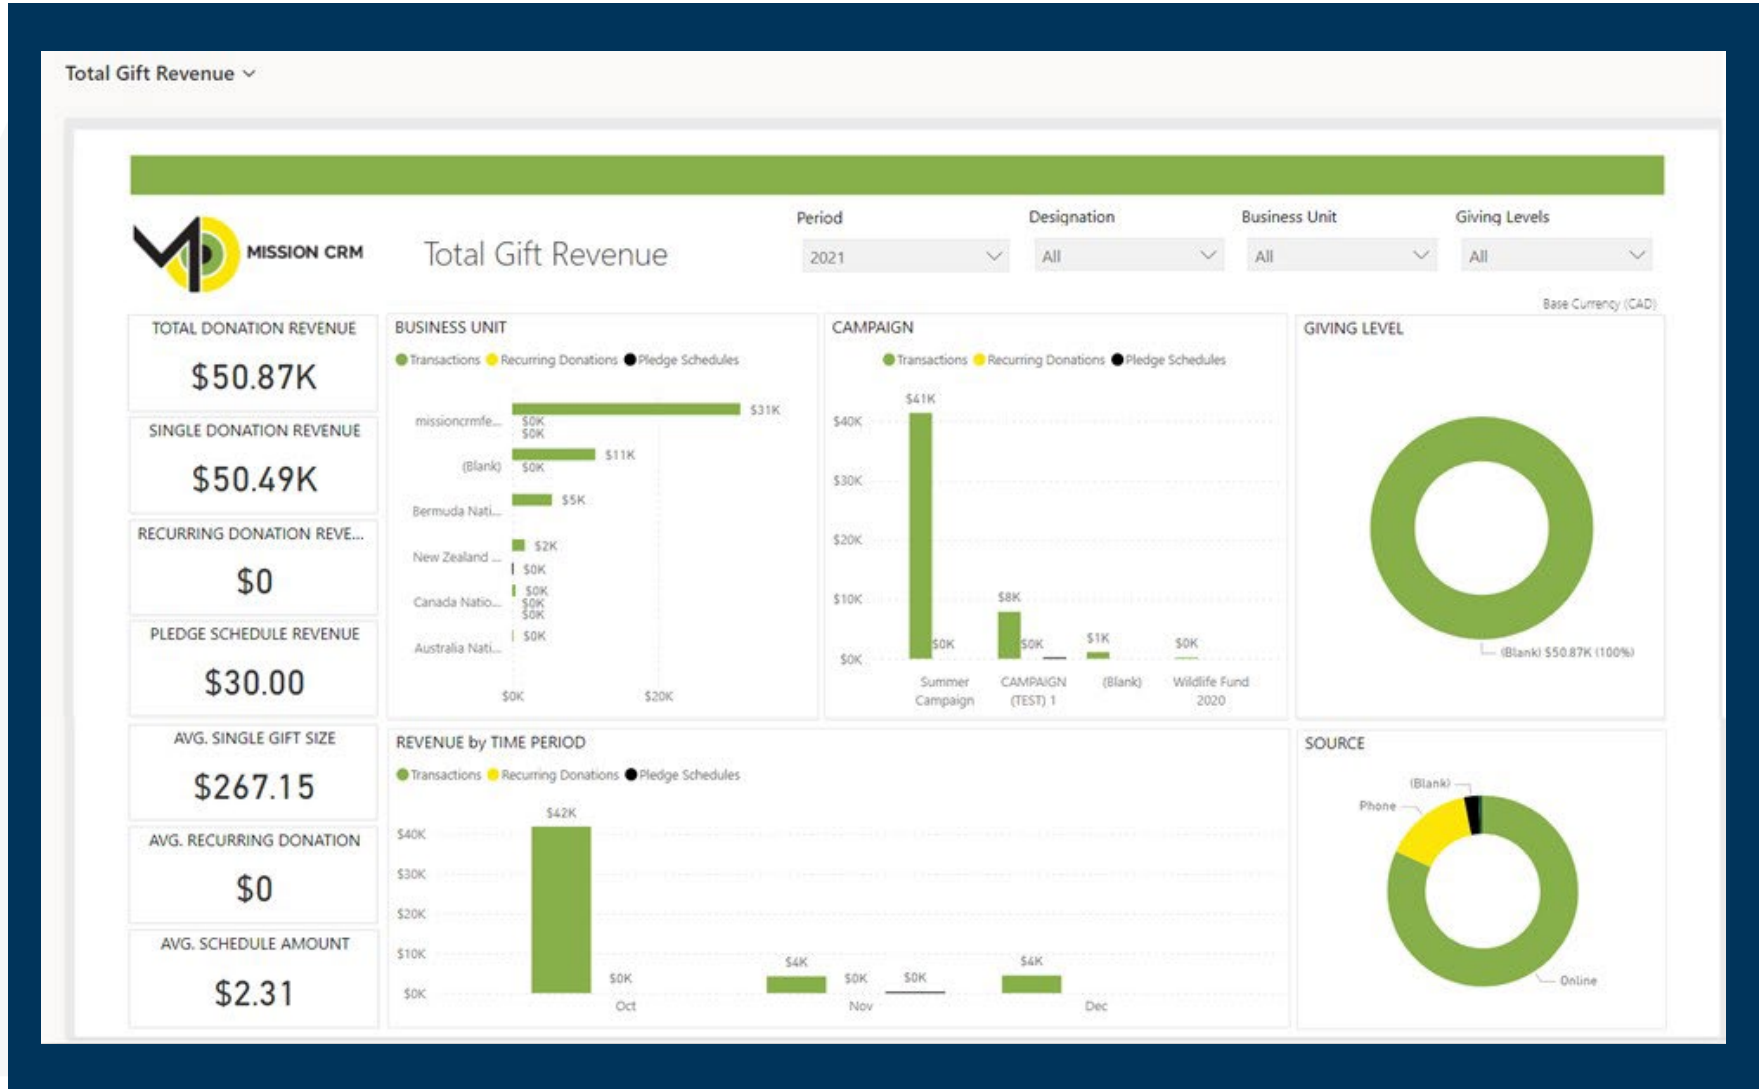 Total Gift Revenue
MISSION CRM
Total Gift Revenue
Period
2021
Designation
All
Business Unit
All
Giving Levels
All
Base Currency (CAD)
TOTAL DONATION REVENUE
$50.87K
SINGLE DONATION REVENUE
$50.49K
RECURRING DONATION REVE...
$0
PLEDGE SCHEDULE REVENUE
$30.00
AVG. SINGLE GIFT SIZE
$267.15
AVG. RECURRING DONATION
$0
AVG. SCHEDULE AMOUNT
$2.31
BUSINESS UNIT
Transactions Recurring Donations Pledge Schedules
missioncrmfe... $31K
$0K
$0K
(Blank) $11K
$0K
Bermuda Nati... $5K
New Zealand ... $2K
$0K
Canada Natio... $0K
$0K
$0K
Australia Nati... $0K
$0K $20K
CAMPAIGN
Transactions Recurring Donations Pledge Schedules
$41K
$40K
$30K
$20K
$10K
$0K
$0K
$8K
$0K
$1K
$0K
Summer
Campaign
CAMPAIGN
(TEST) 1
(Blank)
Wildlife Fund
2020
GIVING LEVEL
(Blank) $50.87K (100%)
REVENUE by TIME PERIOD
Transactions Recurring Donations Pledge Schedules
$42K
$40K
$30K
$20K
$10K
$0K
$0K
$4K
$0K
$0K
$4K
Oct
Nov
Dec
SOURCE
(Blank)
Phone
Online